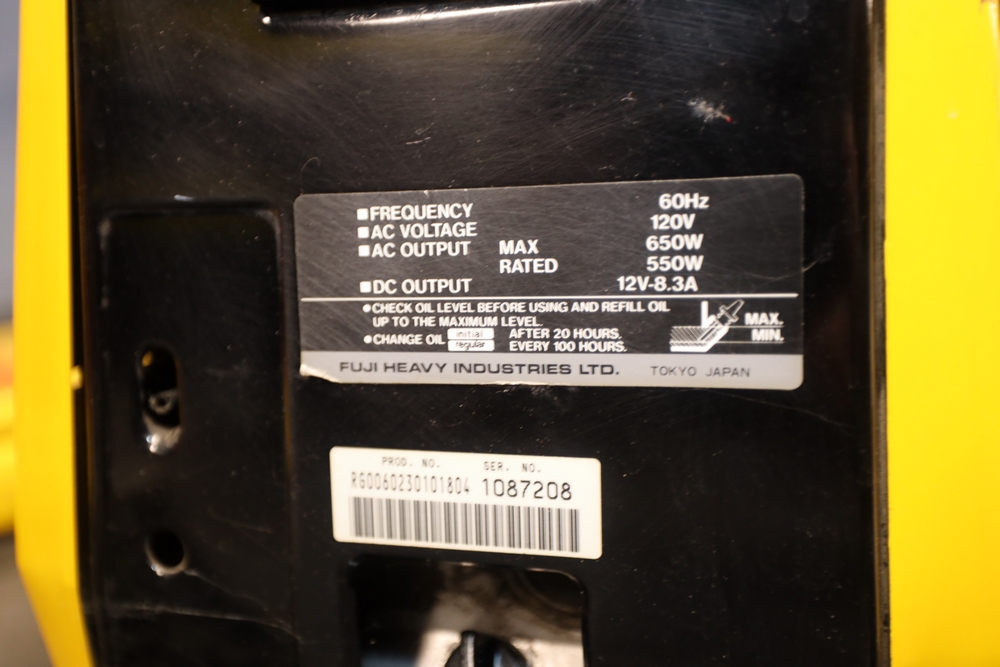 ■FREQUENCY 60Hz
■AC VOLTAGE 120V
■AC OUTPUT MAX 650W
RATED 550W
■DC OUTPUT 12V-8.3A
●CHECK OIL LEVEL BEFORE USING AND REFILL OIL
UP TO THE MAXIMUM LEVEL.
●CHANGE OIL initial AFTER 20 HOURS.
regular EVERY 100 HOURS.
MAX.
MIN.
FUJI HEAVY INDUSTRIES LTD. TOKYO JAPAN
PROD. NO. SER. NO.
RG0060230101804 1087208